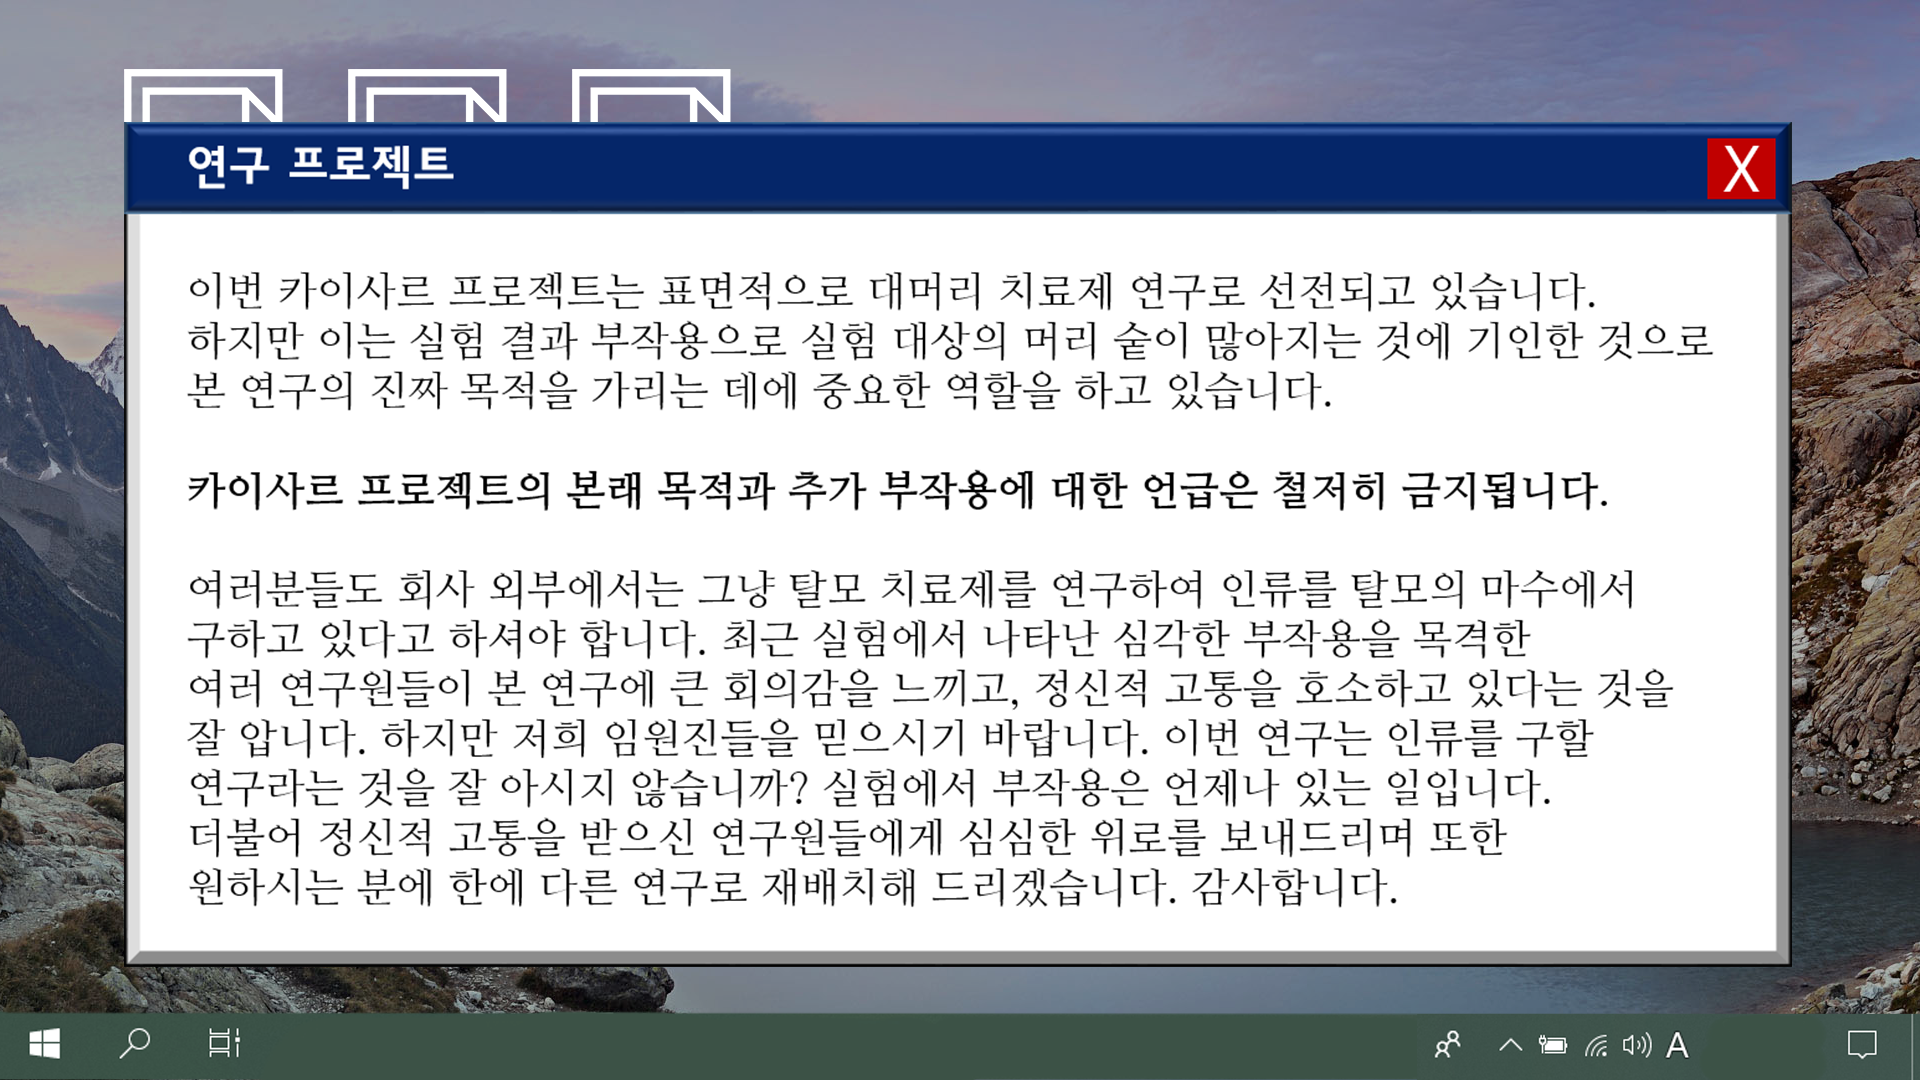 연구 프로젝트
X
이번 카이사르 프로젝트는 표면적으로 대머리 치료제 연구로 선전되고 있습니다.
하지만 이는 실험 결과 부작용으로 실험 대상의 머리 숱이 많아지는 것에 기인한 것으로
본 연구의 진짜 목적을 가리는 데에 중요한 역할을 하고 있습니다.
카이사르 프로젝트의 본래 목적과 추가 부작용에 대한 언급은 철저히 금지됩니다.
여러분들도 회사 외부에서는 그냥 탈모 치료제를 연구하여 인류를 탈모의 마수에서
구하고 있다고 하셔야 합니다. 최근 실험에서 나타난 심각한 부작용을 목격한
여러 연구원들이 본 연구에 큰 회의감을 느끼고, 정신적 고통을 호소하고 있다는 것을
잘 압니다. 하지만 저희 임원진들을 믿으시기 바랍니다. 이번 연구는 인류를 구할
연구라는 것을 잘 아시지 않습니까? 실험에서 부작용은 언제나 있는 일입니다.
더불어 정신적 고통을 받으신 연구원들에게 심심한 위로를 보내드리며 또한
원하시는 분에 한에 다른 연구로 재배치해 드리겠습니다. 감사합니다.
A